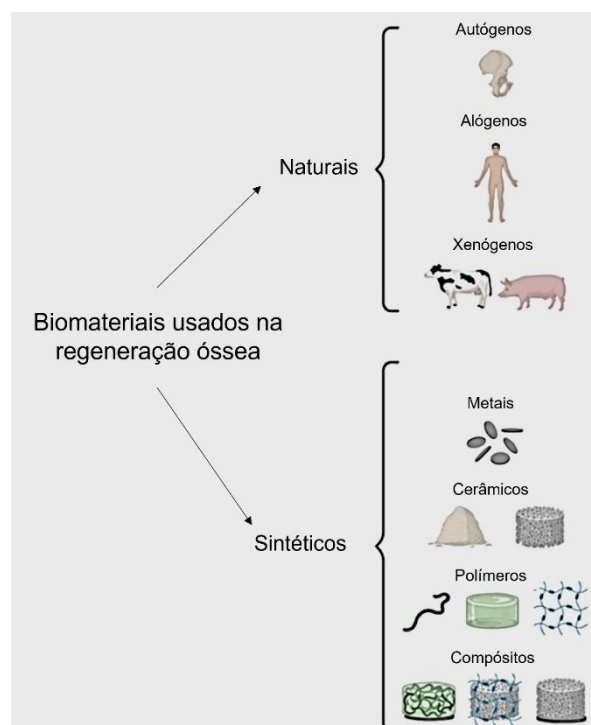 Autógenos
Alógenos
Naturais
Xenógenos
Biomateriais usados na
regeneração óssea
Metais
Cerâmicos
Sintéticos
Polímeros
Compósitos